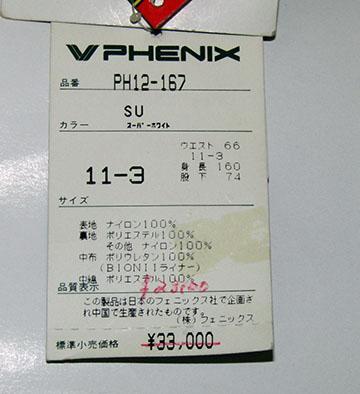 PHENIX
品番 PH12-167
SU
カラー スーパーホワイト
ウエスト 66
11-3
身長 160
股下 74
11-3
サイズ
表地 ナイロン100%
裏地 ポリエステル100%
その他 ナイロン100%
中布 ポリウレタン100%
(BIONIIライナー)
中綿 ポリエステル100%
品質表示
この製品は日本のフェニックス社で企画さ
れ中国で生産されたものです。
(株)フェニックス
標準小売価格 ¥33,000